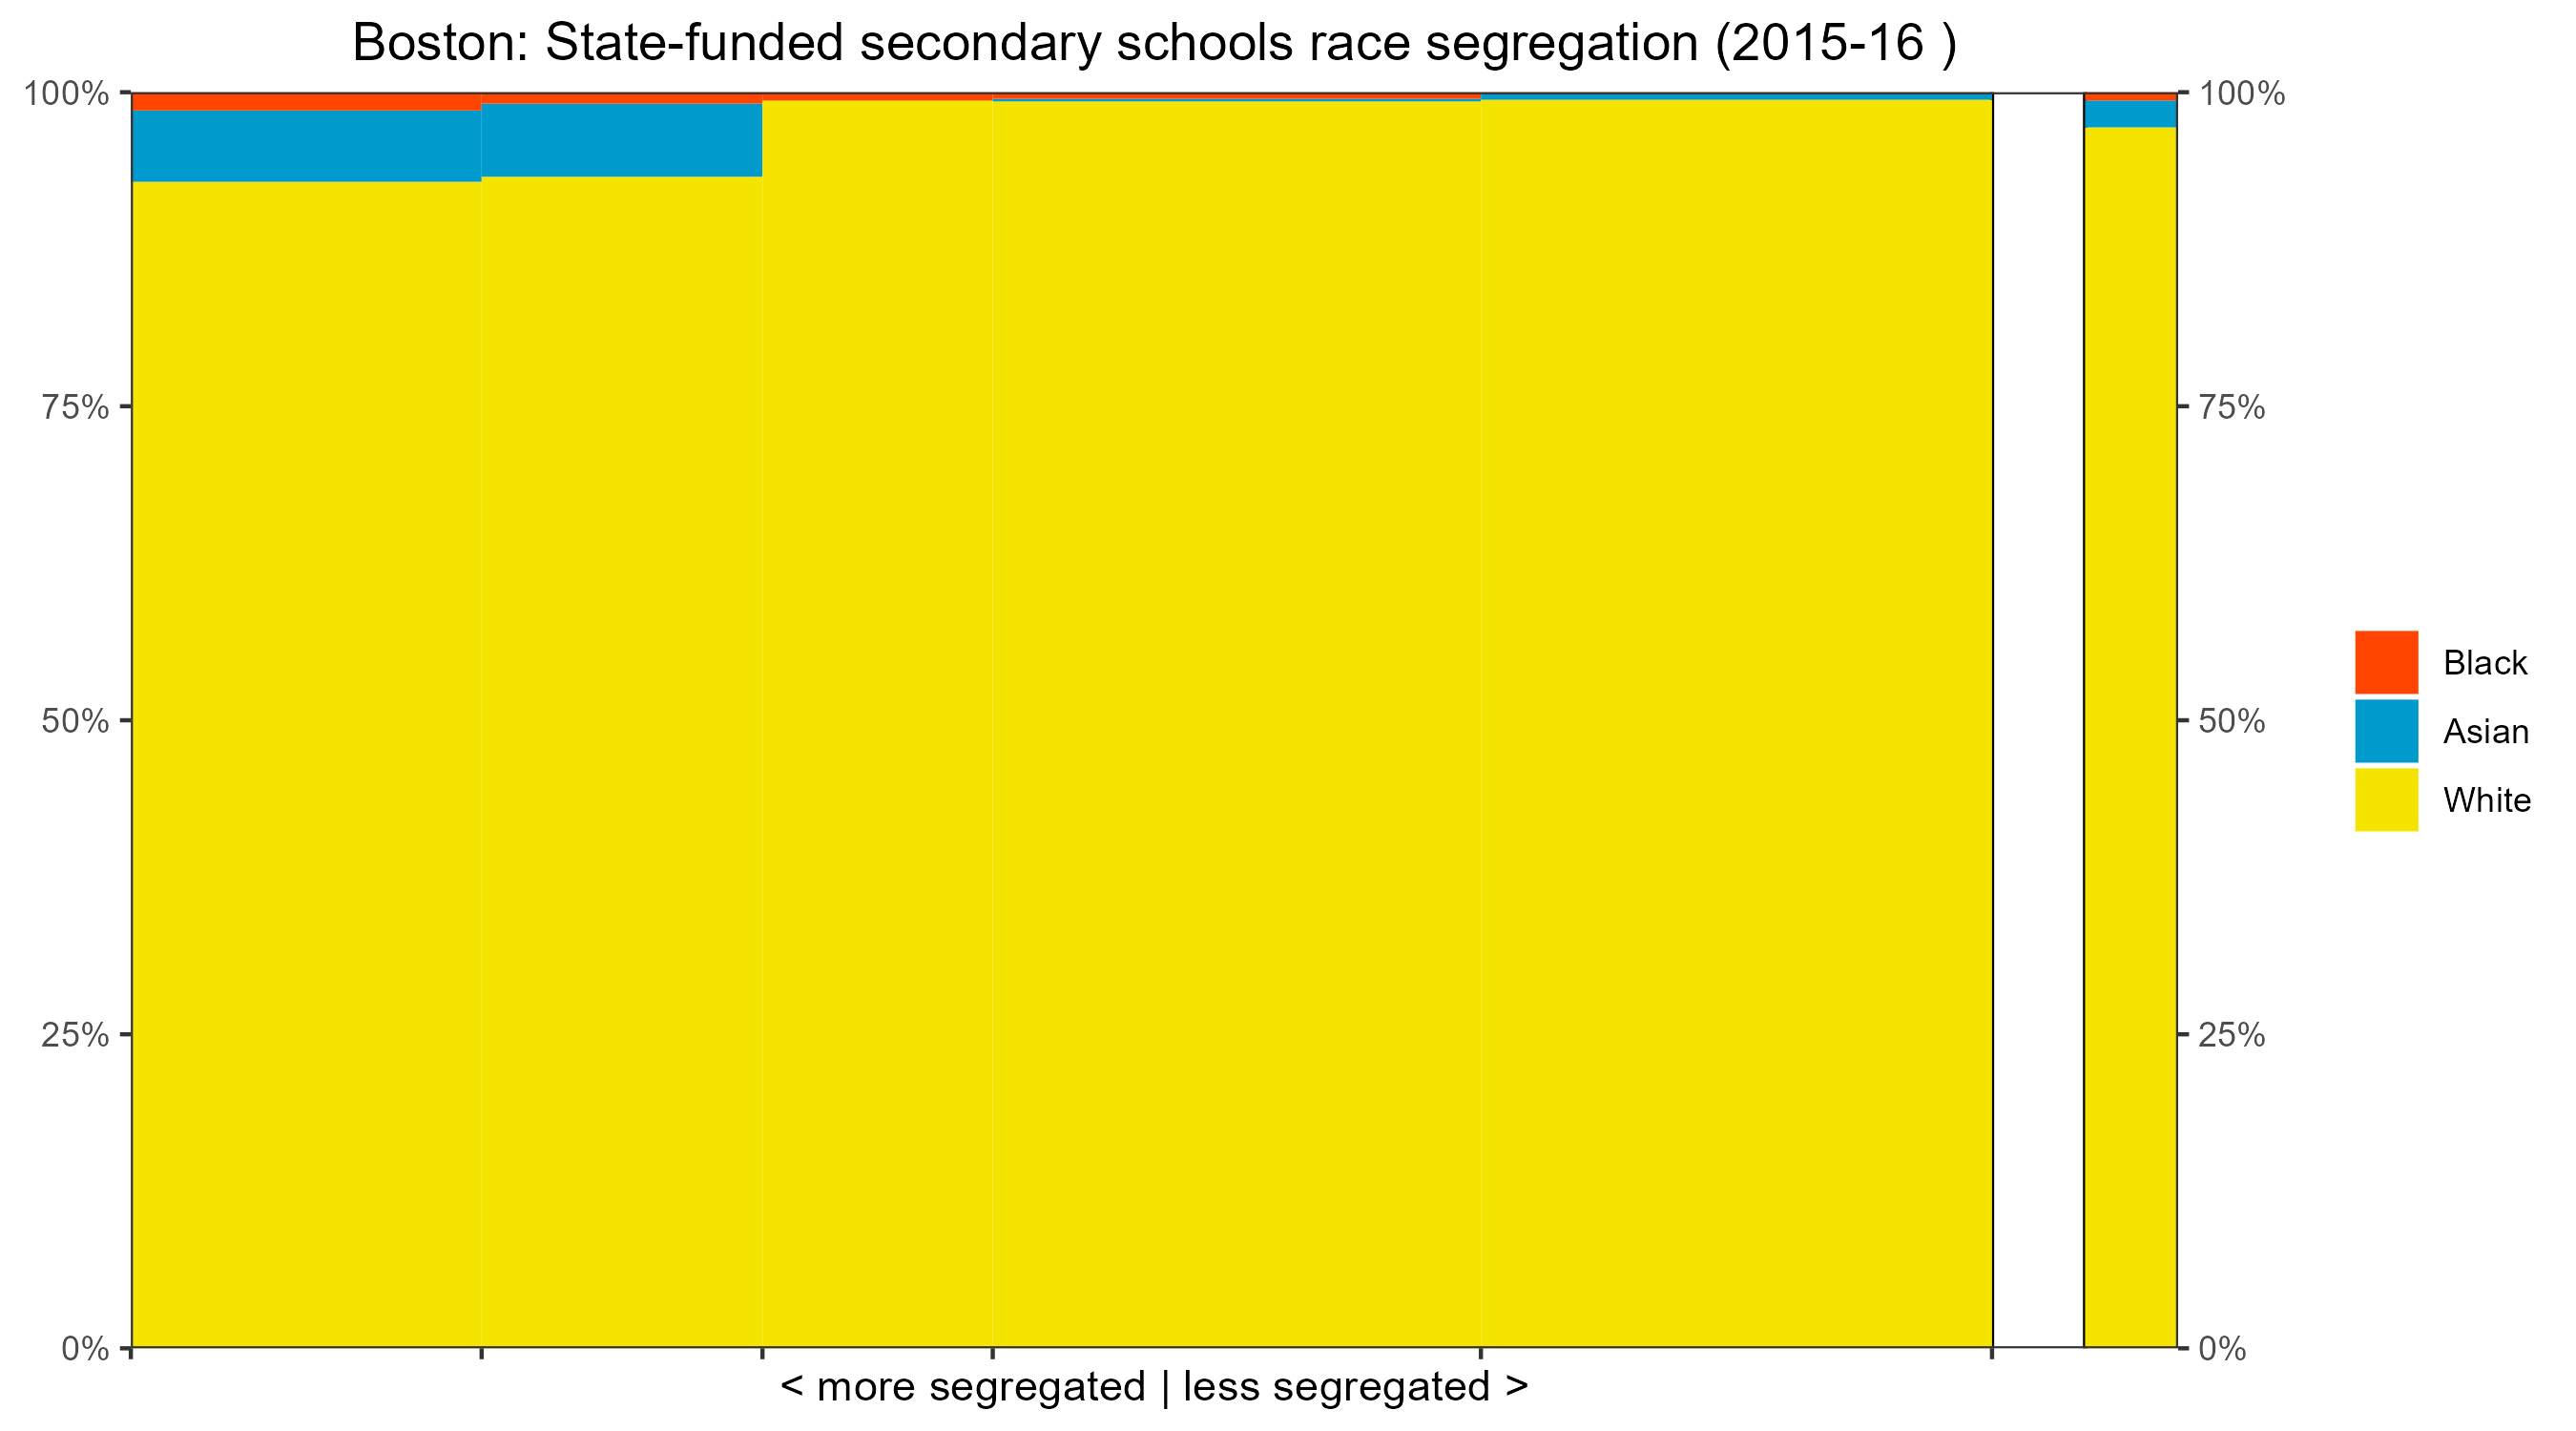 Boston: State-funded secondary schools race segregation (2015-16 )
100%
75%
50%
25%
0%
100%
75%
50%
25%
0%
< more segregated | less segregated >
Black
Asian
White